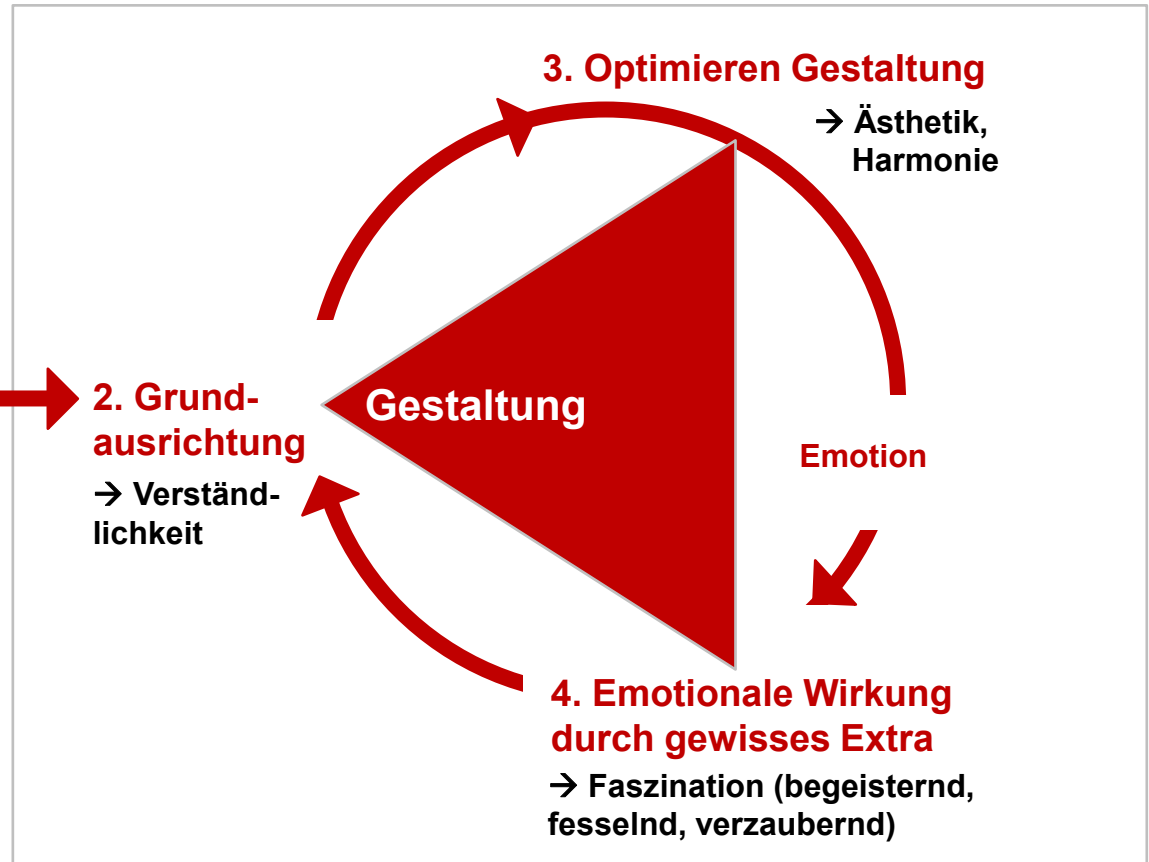 3. Optimieren Gestaltung
→ Ästhetik,
Harmonie
2. Grund-
ausrichtung
→ Verständ-
lichkeit
Gestaltung
Emotion
4. Emotionale Wirkung
durch gewisses Extra
→ Faszination (begeisternd,
fesselnd, verzaubernd)